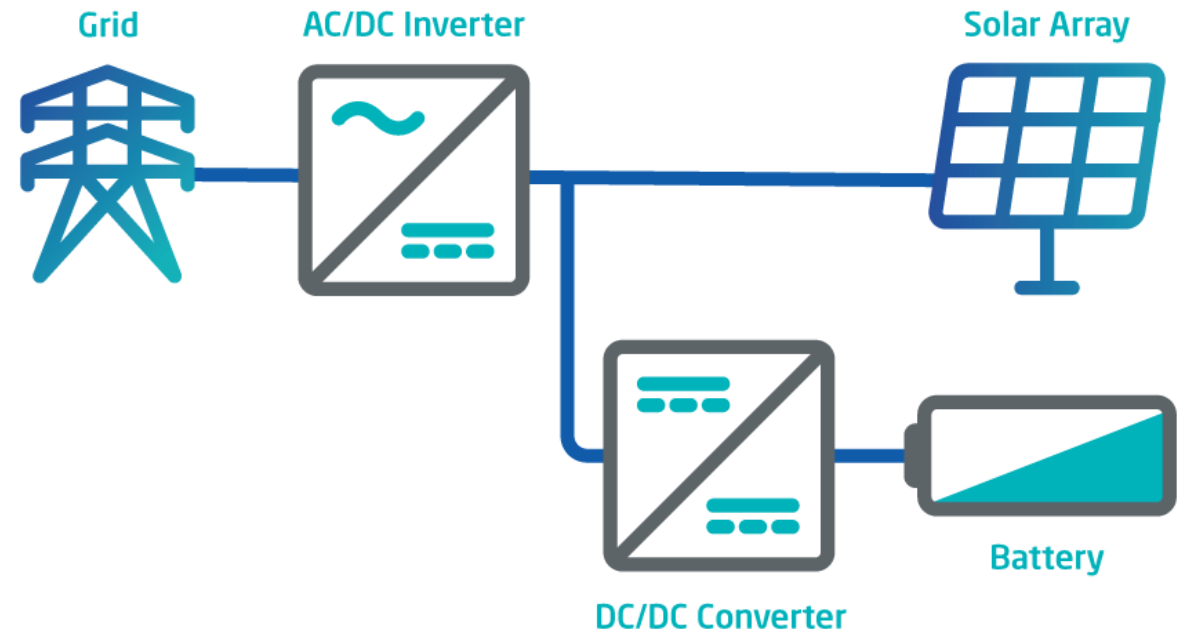 Grid
AC/DC Inverter
Solar Array
Battery
DC/DC Converter